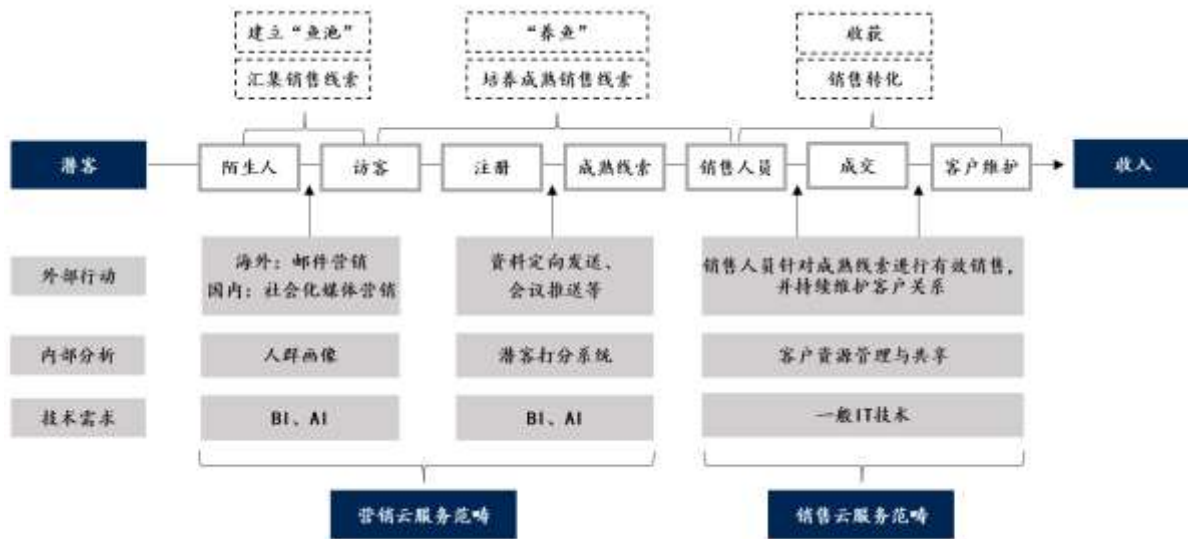 建立“鱼池”
“养鱼”
收获
汇集销售线索
培养成熟销售线索
销售转化
潜客
陌生人
访客
注册
成熟线索
销售人员
成交
客户维护
收入
外部行动
海外：邮件营销
国内：社会化媒体营销
资料定向发送、
会议推送等
销售人员针对成熟线索进行有效销售，
并持续维护客户关系
内部分析
人群画像
潜客打分系统
客户资源管理与共享
技术需求
BI、AI
BI、AI
一般IT技术
营销云服务范畴
销售云服务范畴